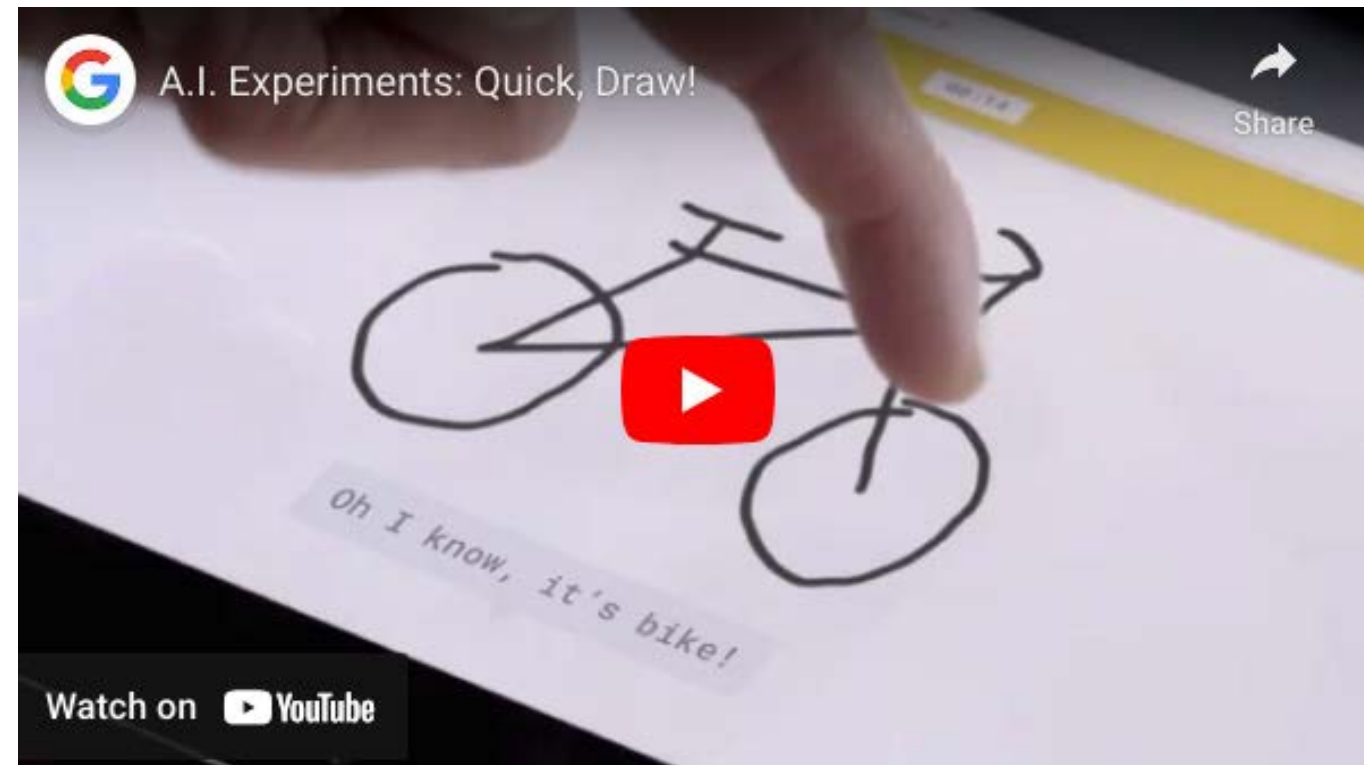 A.I. Experiments: Quick, Draw!
Share
Oh I know, it's bike!
Watch on YouTube